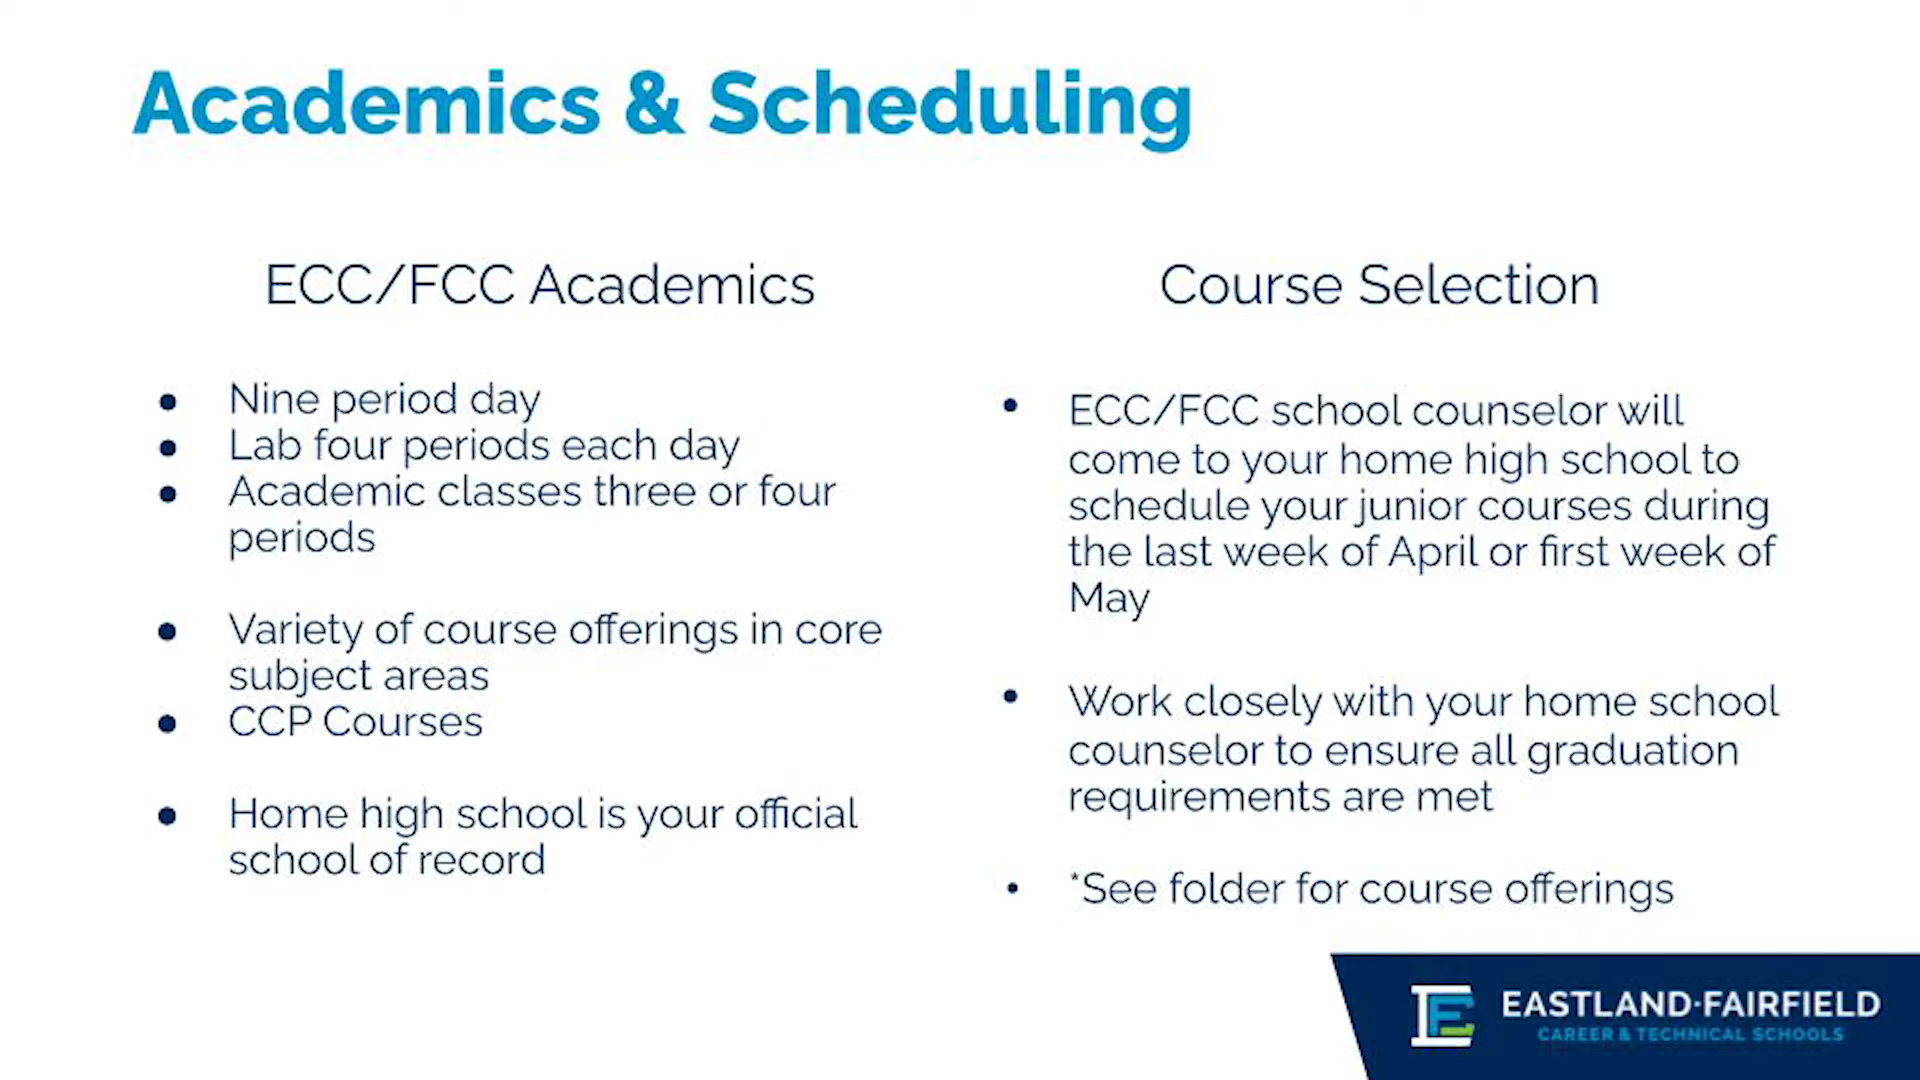 Academics & Scheduling
ECC/FCC Academics
● Nine period day
● Lab four periods each day
● Academic classes three or four
periods
● Variety of course offerings in core
subject areas
● CCP Courses
● Home high school is your official
school of record
Course Selection
• ECC/FCC school counselor will
come to your home high school to
schedule your junior courses during
the last week of April or first week of
May
• Work closely with your home school
counselor to ensure all graduation
requirements are met
• *See folder for course offerings
EASTLAND·FAIRFIELD
CAREER & TECHNICAL SCHOOLS